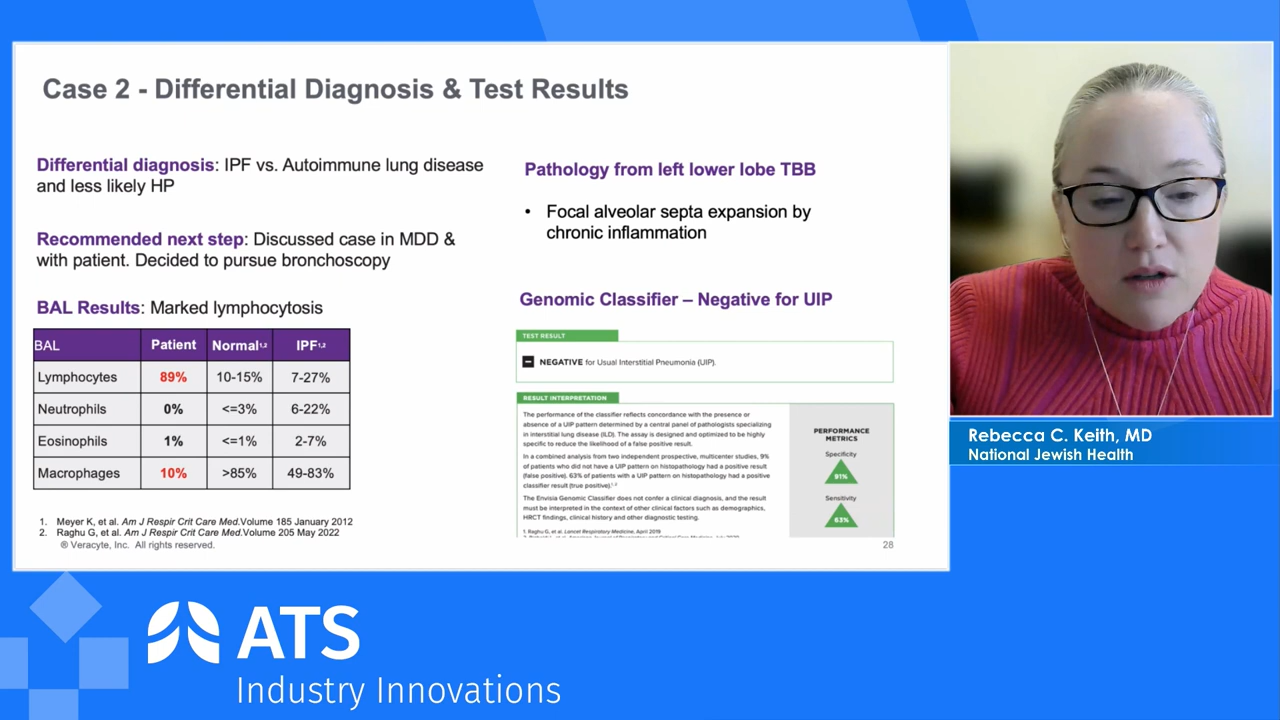 Case 2 - Differential Diagnosis & Test Results
Differential diagnosis: IPF vs. Autoimmune lung disease
and less likely HP
Recommended next step: Discussed case in MDD &
with patient. Decided to pursue bronchoscopy
BAL Results: Marked lymphocytosis
BAL Patient Normal1,2 IPF1,2
Lymphocytes 89% 10-15% 7-27%
Neutrophils 0% <=3% 6-22%
Eosinophils 1% <=1% 2-7%
Macrophages 10% >85% 49-83%
1. Meyer K, et al. Am J Respir Crit Care Med.Volume 185 January 2012
2. Raghu G, et al. Am J Respir Crit Care Med.Volume 205 May 2022
® Veracyte, Inc. All rights reserved.
Pathology from left lower lobe TBB
• Focal alveolar septa expansion by
chronic inflammation
Genomic Classifier – Negative for UIP
TEST RESULT
NEGATIVE for Usual Interstitial Pneumonia (UIP).
RESULT INTERPRETATION
The performance of the classifier reflects concordance with the presence or
absence of a UIP pattern determined by a central panel of pathologists specializing
in interstitial lung disease (ILD). The assay is designed and optimized to be highly
specific to reduce the likelihood of a false positive result.
In a combined analysis from two independent prospective, multicenter studies, 9%
of patients who did not have a UIP pattern on histopathology had a positive result
(false positive). 63% of patients with a UIP pattern on histopathology had a positive
classifier result (true positive).1,2
The Envisia Genomic Classifier does not confer a clinical diagnosis, and the result
must be interpreted in the context of other clinical factors such as demographics,
HRCT findings, clinical history and other diagnostic testing.
1. Raghu G, et al. Lancet Respiratory Medicine, April 2019
PERFORMANCE
METRICS
Specificity
91%
Sensitivity
63%
28
Rebecca C. Keith, MD
National Jewish Health
ATS
Industry Innovations